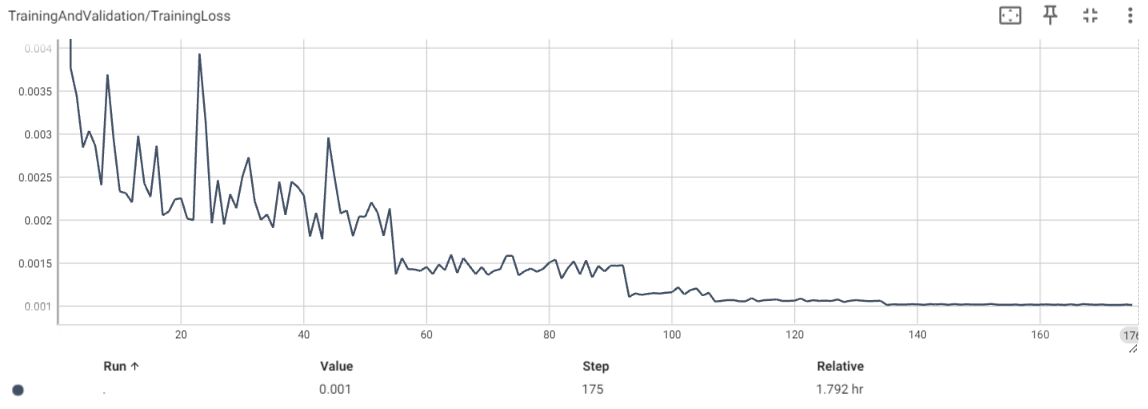 TrainingAndValidation/TrainingLoss
0.004
0.0035
0.003
0.0025
0.002
0.0015
0.001
20 40 60 80 100 120 140 160 176
Run ↑ Value Step Relative
. 0.001 175 1.792 hr